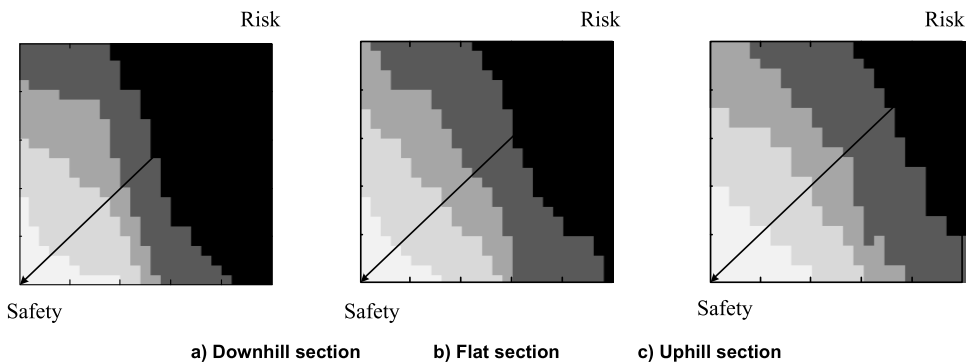 Risk Risk Risk
Safety Safety Safety
a) Downhill section b) Flat section c) Uphill section